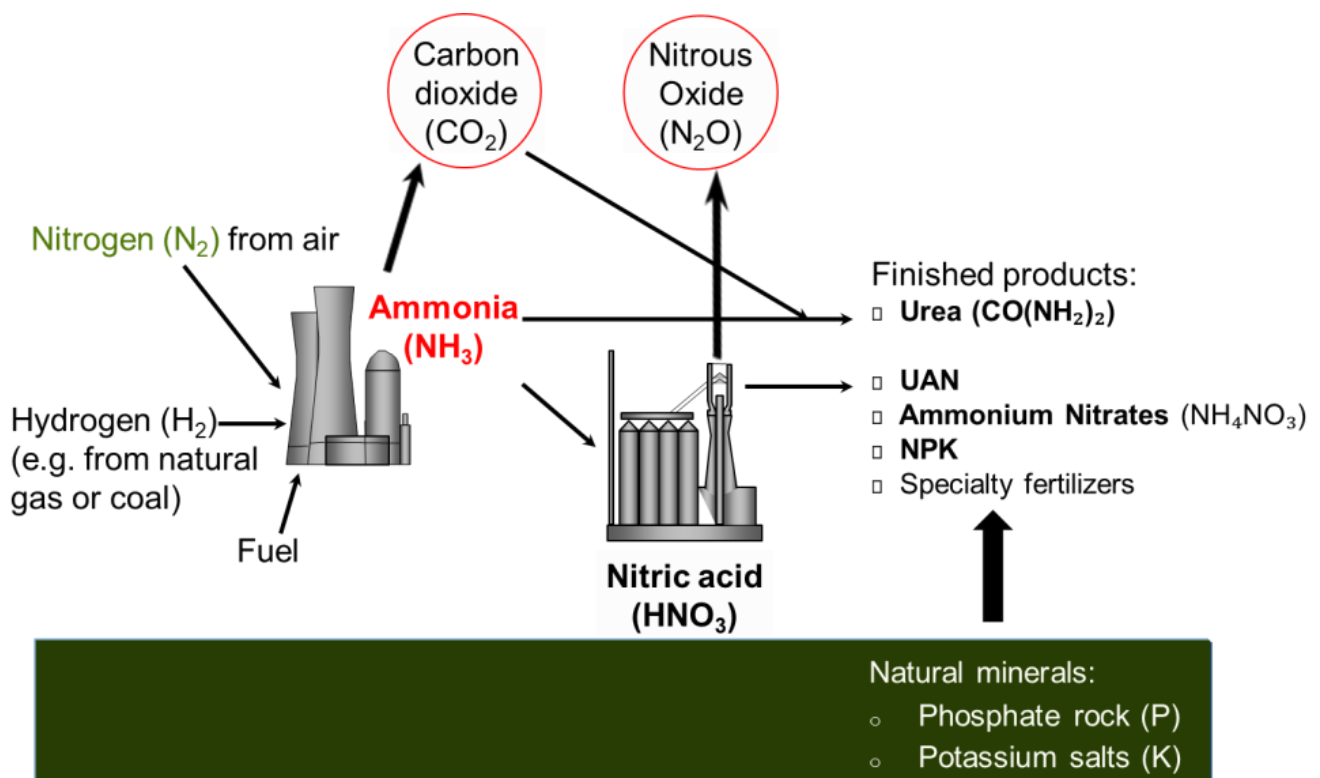 Carbon
dioxide
(CO₂)
Nitrous
Oxide
(N₂O)
Nitrogen (N₂) from air
Hydrogen (H₂)
(e.g. from natural
gas or coal)
Fuel
Ammonia
(NH₃)
Nitric acid
(HNO₃)
Finished products:
Urea (CO(NH₂)₂)
UAN
Ammonium Nitrates (NH₄NO₃)
NPK
Specialty fertilizers
Natural minerals:
Phosphate rock (P)
Potassium salts (K)